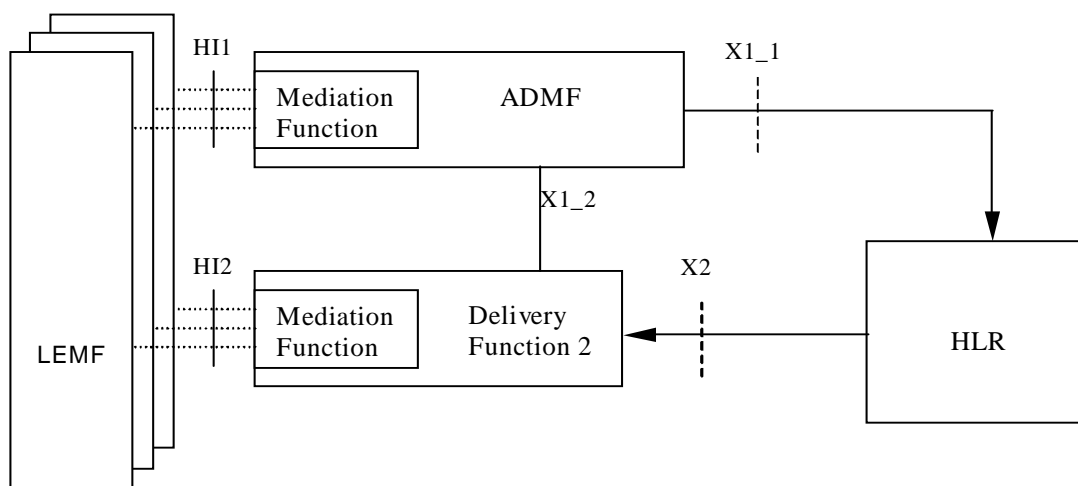 HI1
X1_1
Mediation
Function
ADMF
X1_2
HI2
X2
Mediation
Function
Delivery
Function 2
LEMF
HLR